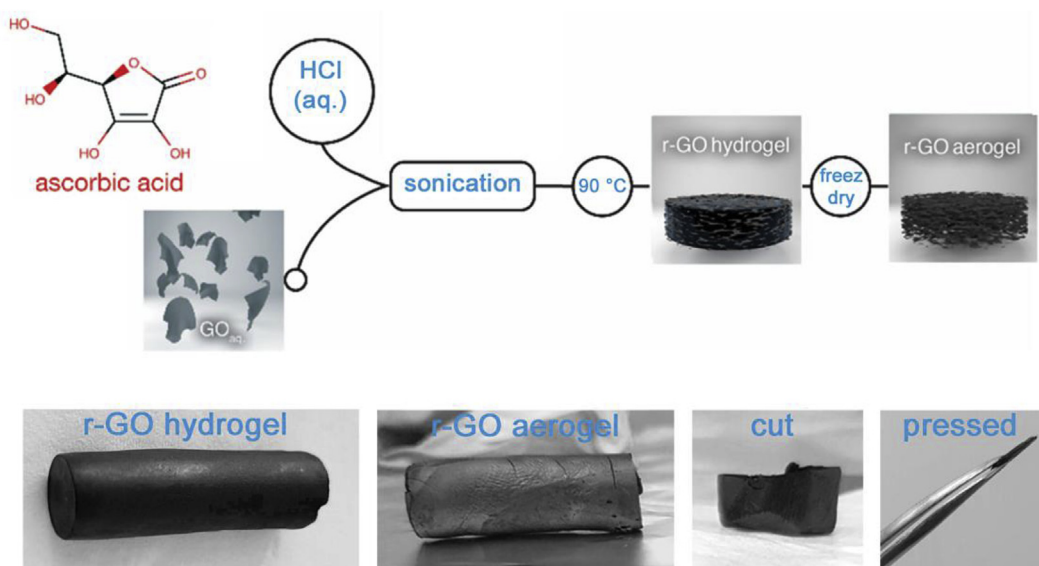 HO
O
O
HO
HO
OH
ascorbic acid
HCl
(aq.)
GOaq.
sonication
90 °C
r-GO hydrogel
freez
dry
r-GO aerogel
r-GO hydrogel
r-GO aerogel
cut
pressed